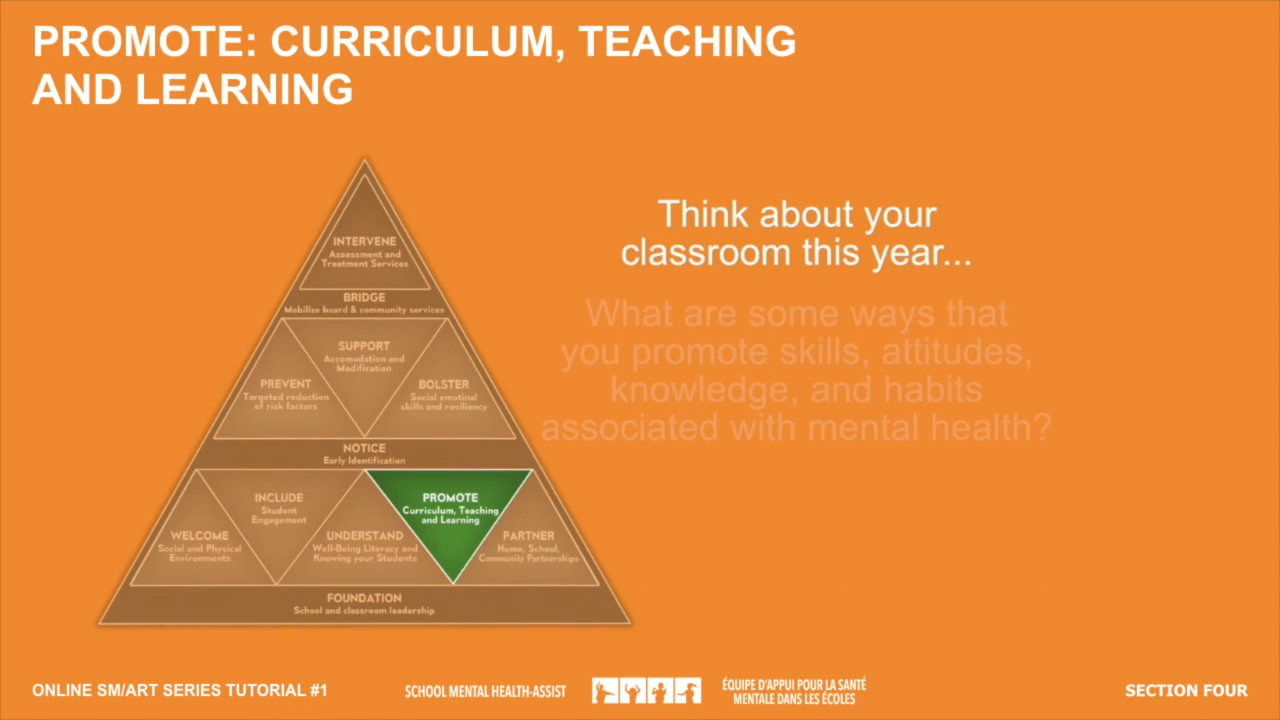 PROMOTE: CURRICULUM, TEACHING
AND LEARNING
INTERVENE
Assessment and
Treatment Services
BRIDGE
Mobilize board & community services
SUPPORT
Accomodation and
Modification
PREVENT
Targeted reduction
of risk factors
BOLSTER
Social emotinal
skills and resiliency
NOTICE
Early Identification
INCLUDE
Student
Engagement
PROMOTE
Curriculum, Teaching
and Learning
WELCOME
Social and Physical
Environments
UNDERSTAND
Well-Being Literacy and
Knowing your Students
PARTNER
Home, School,
Community Partnerships
FOUNDATION
School and classroom leadership
Think about your
classroom this year...
What are some ways that
you promote skills, attitudes,
knowledge, and habits
associated with mental health?
ONLINE SM/ART SERIES TUTORIAL #1
SCHOOL MENTAL HEALTH-ASSIST
ÉQUIPE D'APPUI POUR LA SANTÉ
MENTALE DANS LES ÉCOLES
SECTION FOUR